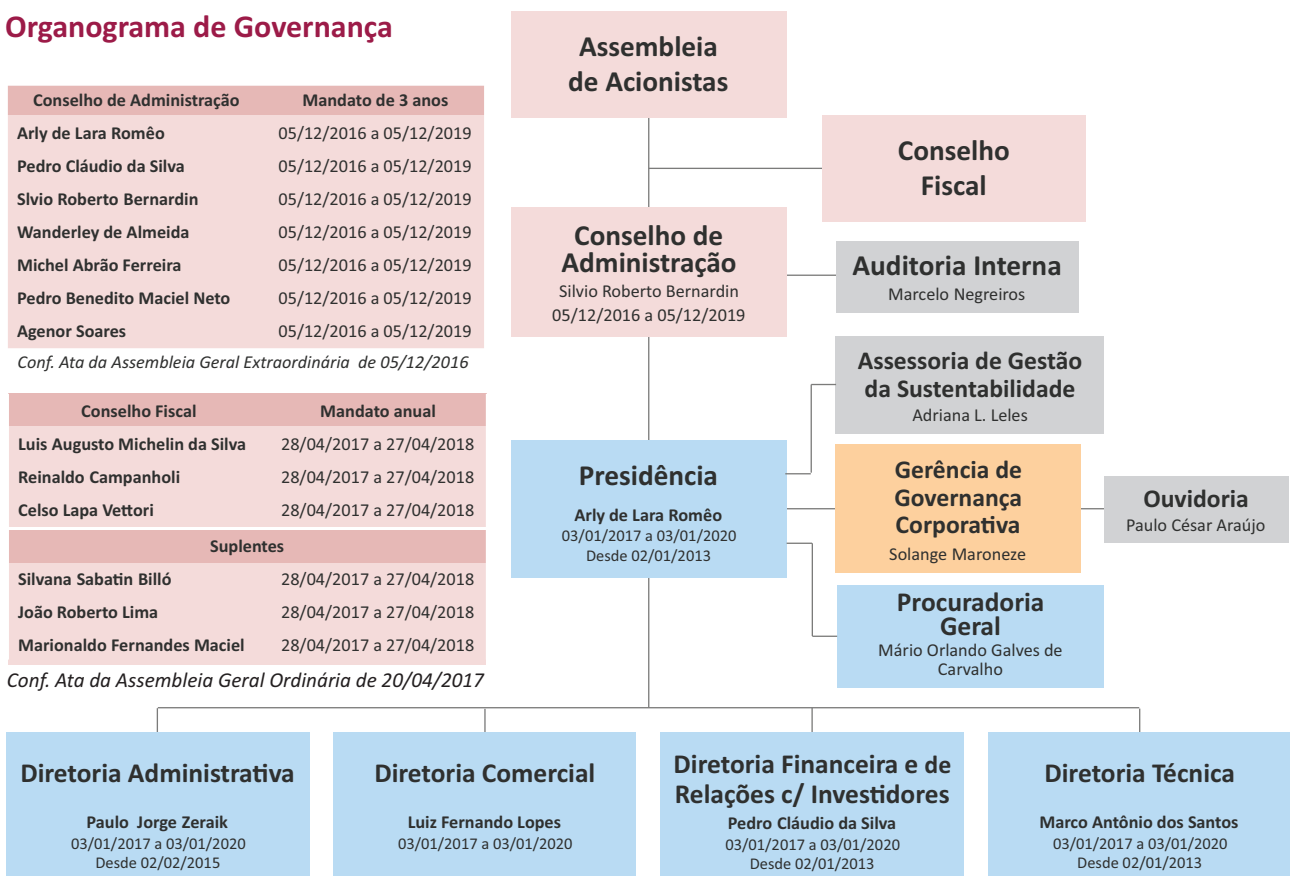 Organograma de Governança
Conselho de Administração Mandato de 3 anos
Arly de Lara Romêo 05/12/2016 a 05/12/2019
Pedro Cláudio da Silva 05/12/2016 a 05/12/2019
Slvio Roberto Bernardin 05/12/2016 a 05/12/2019
Wanderley de Almeida 05/12/2016 a 05/12/2019
Michel Abrão Ferreira 05/12/2016 a 05/12/2019
Pedro Benedito Maciel Neto 05/12/2016 a 05/12/2019
Agenor Soares 05/12/2016 a 05/12/2019
Conf. Ata da Assembleia Geral Extraordinária de 05/12/2016
Conselho Fiscal Mandato anual
Luis Augusto Michelin da Silva 28/04/2017 a 27/04/2018
Reinaldo Campanholi 28/04/2017 a 27/04/2018
Celso Lapa Vettori 28/04/2017 a 27/04/2018
Suplentes
Silvana Sabatin Billó 28/04/2017 a 27/04/2018
João Roberto Lima 28/04/2017 a 27/04/2018
Marionaldo Fernandes Maciel 28/04/2017 a 27/04/2018
Conf. Ata da Assembleia Geral Ordinária de 20/04/2017
Assembleia
de Acionistas
Conselho
Fiscal
Conselho de
Administração
Silvio Roberto Bernardin
05/12/2016 a 05/12/2019
Auditoria Interna
Marcelo Negreiros
Assessoria de Gestão
da Sustentabilidade
Adriana L. Leles
Presidência
Arly de Lara Romêo
03/01/2017 a 03/01/2020
Desde 02/01/2013
Gerência de
Governança
Corporativa
Solange Maroneze
Ouvidoria
Paulo César Araújo
Procuradoria
Geral
Mário Orlando Galves de
Carvalho
Diretoria Administrativa
Paulo Jorge Zeraik
03/01/2017 a 03/01/2020
Desde 02/02/2015
Diretoria Comercial
Luiz Fernando Lopes
03/01/2017 a 03/01/2020
Diretoria Financeira e de
Relações c/ Investidores
Pedro Cláudio da Silva
03/01/2017 a 03/01/2020
Desde 02/01/2013
Diretoria Técnica
Marco Antônio dos Santos
03/01/2017 a 03/01/2020
Desde 02/01/2013